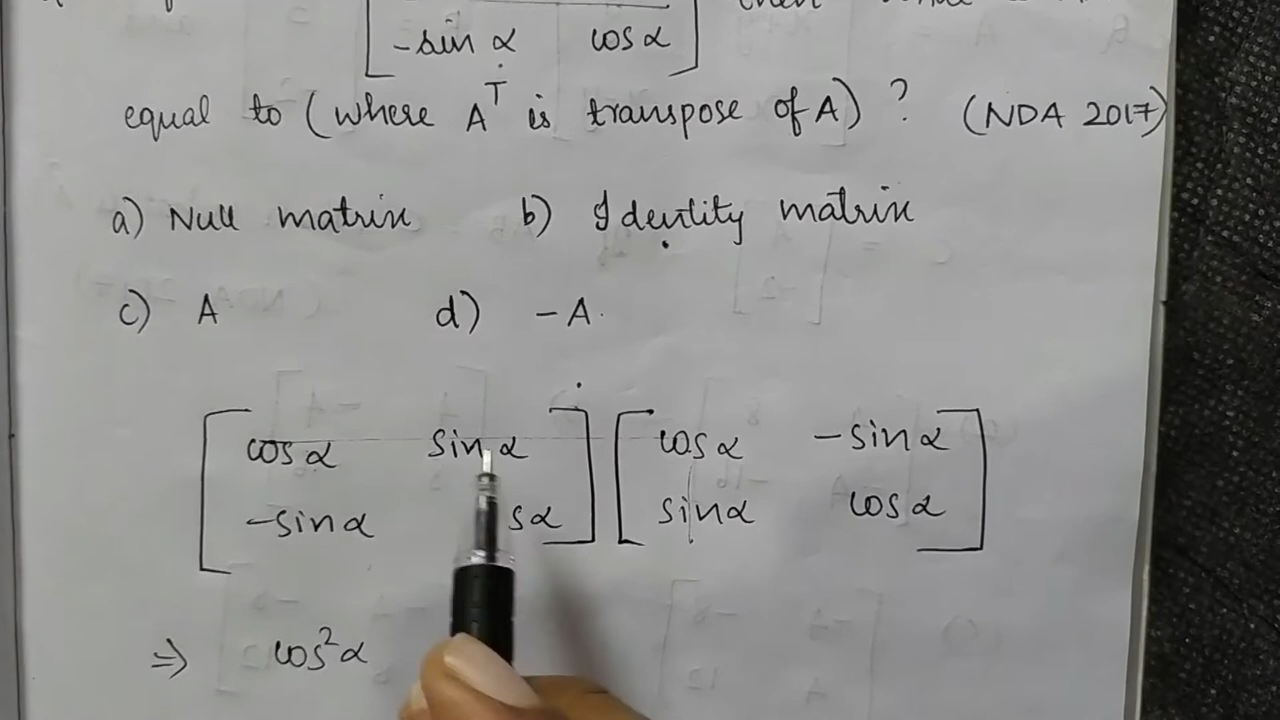 -sin α cos α
equal to (where Aᵀ is transpose of A) ? (NDA 2017)
a) Null matrix b) Identity matrix
c) A d) -A.
cos α sin α cos α -sin α
-sin α sα sin α cos α
⇒ cos²α